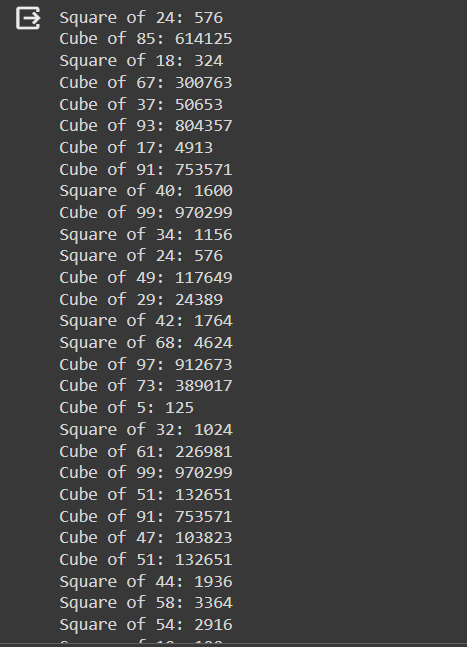 Square of 24: 576
Cube of 85: 614125
Square of 18: 324
Cube of 67: 300763
Cube of 37: 50653
Cube of 93: 804357
Cube of 17: 4913
Cube of 91: 753571
Square of 40: 1600
Cube of 99: 970299
Square of 34: 1156
Square of 24: 576
Cube of 49: 117649
Cube of 29: 24389
Square of 42: 1764
Square of 68: 4624
Cube of 97: 912673
Cube of 73: 389017
Cube of 5: 125
Square of 32: 1024
Cube of 61: 226981
Cube of 99: 970299
Cube of 51: 132651
Cube of 91: 753571
Cube of 47: 103823
Cube of 51: 132651
Square of 44: 1936
Square of 58: 3364
Square of 54: 2916